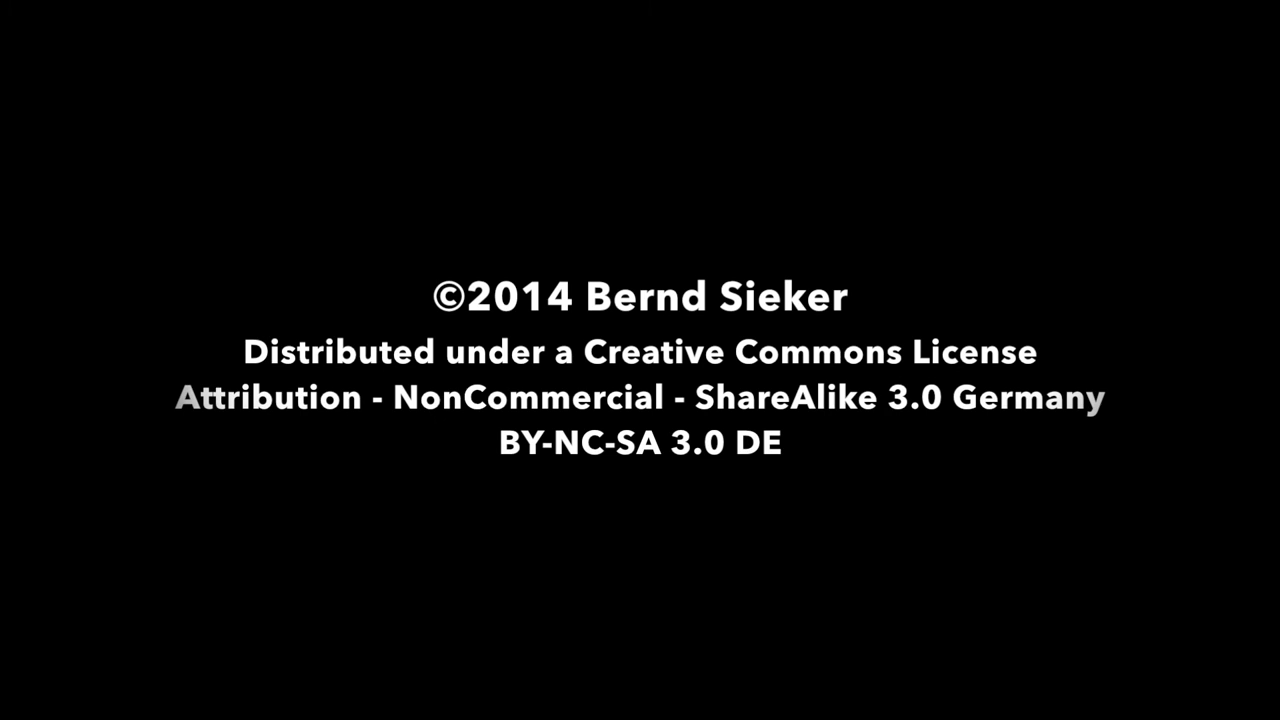 ©2014 Bernd Sieker
Distributed under a Creative Commons License
Attribution - NonCommercial - ShareAlike 3.0 Germany
BY-NC-SA 3.0 DE